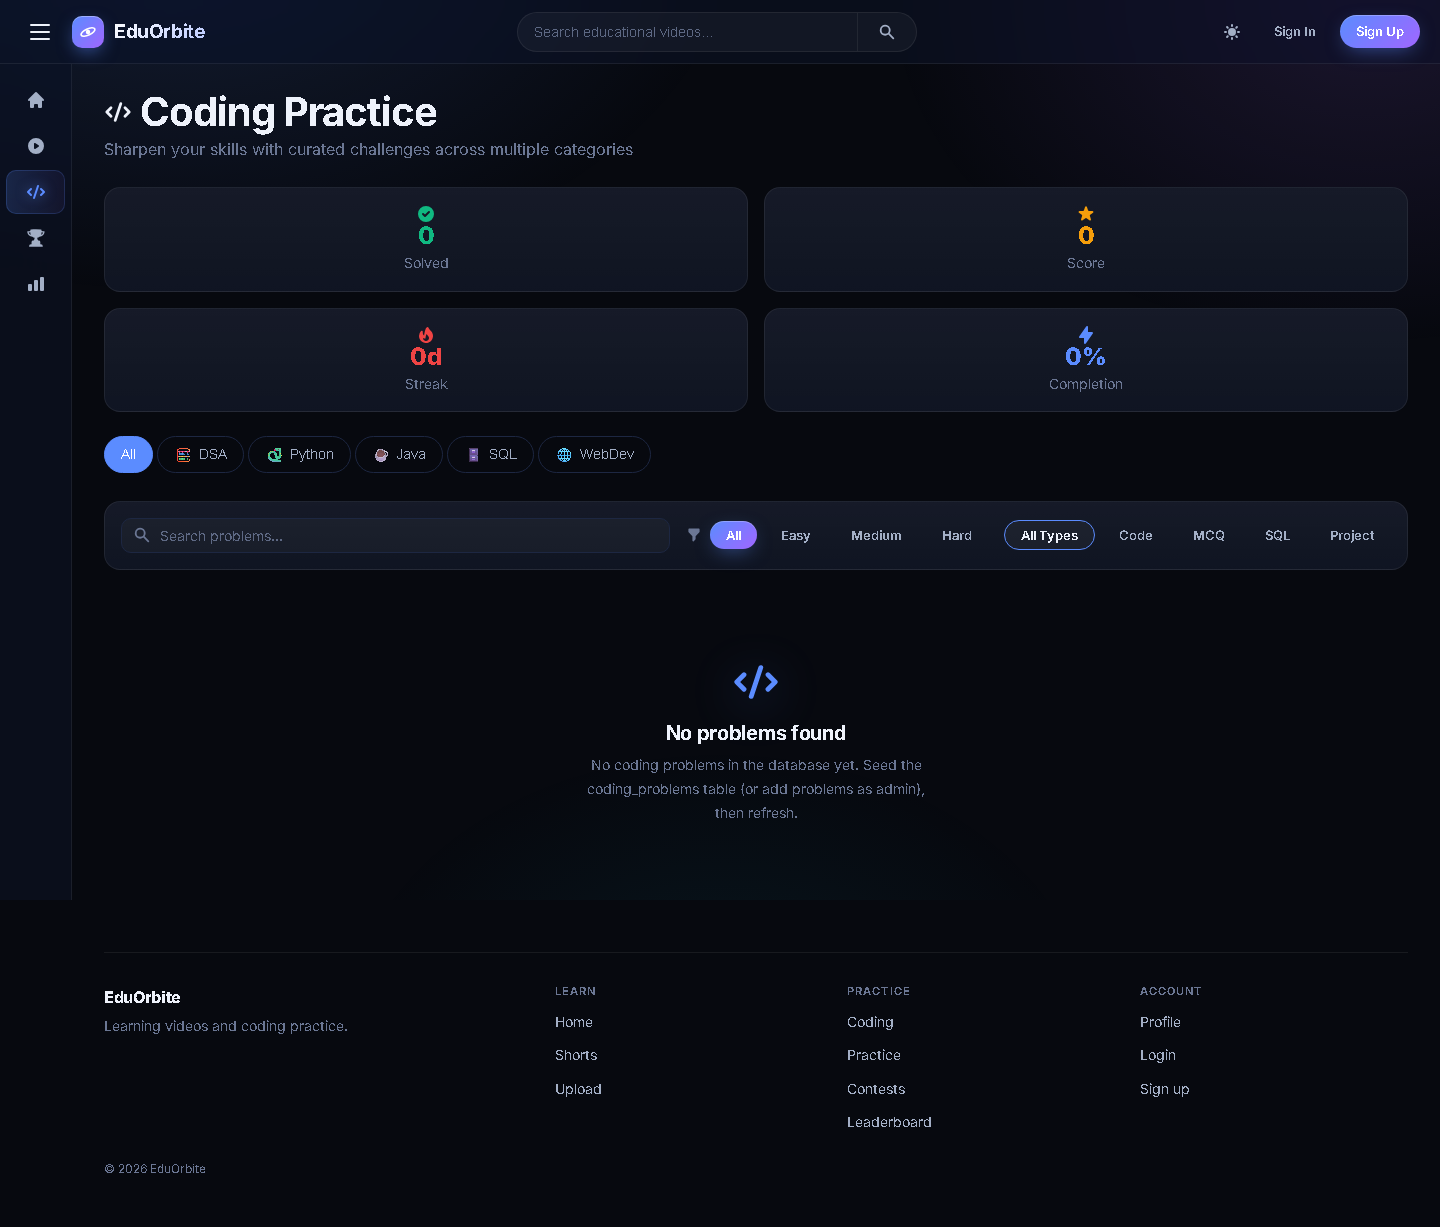 EduOrbite
Search educational videos...
Sign In
Sign Up
Coding Practice
Sharpen your skills with curated challenges across multiple categories
0
Solved
0
Score
0d
Streak
0%
Completion
All
DSA
Python
Java
SQL
WebDev
Search problems...
All
Easy
Medium
Hard
All Types
Code
MCQ
SQL
Project
No problems found
No coding problems in the database yet. Seed the
coding_problems table (or add problems as admin),
then refresh.
EduOrbite
Learning videos and coding practice.
LEARN
Home
Shorts
Upload
PRACTICE
Coding
Practice
Contests
Leaderboard
ACCOUNT
Profile
Login
Sign up
© 2026 EduOrbite